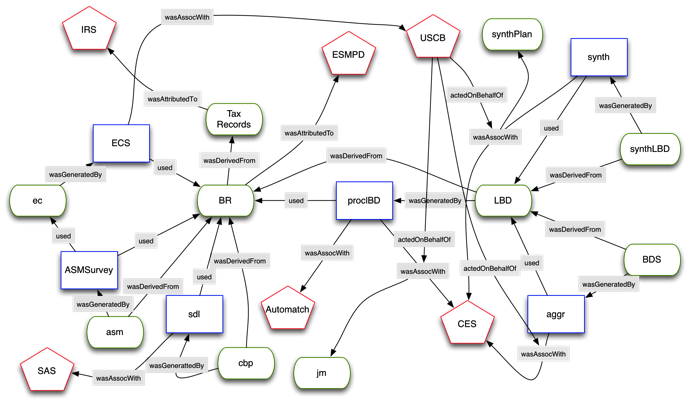 wasAssocWith
IRS
USCB
synthPlan
ESMPD
synth
actedOnBehalfOf
wasAttributedTo
wasGeneratedBy
Tax
Records
wasAttributedTo
used
wasAssocWith
ECS
synthLBD
wasDerivedFrom
wasDerivedFrom
used
wasGeneratedBy
wasDerivedFrom
ec
BR
used
procIBD
wasGeneratedBy
LBD
wasDerivedFrom
used
used
actedOnBehalfOf
wasAssocWith
wasDerivedFrom
used
BDS
ASMSurvey
used
wasAssocWith
actedOnBehalfOf
wasDerivedFrom
wasGeneratedBy
wasGeneratedBy
sdl
Automatch
CES
aggr
asm
wasAssocWith
SAS
wasGenerattedBy
cbp
jm
wasAssocWith